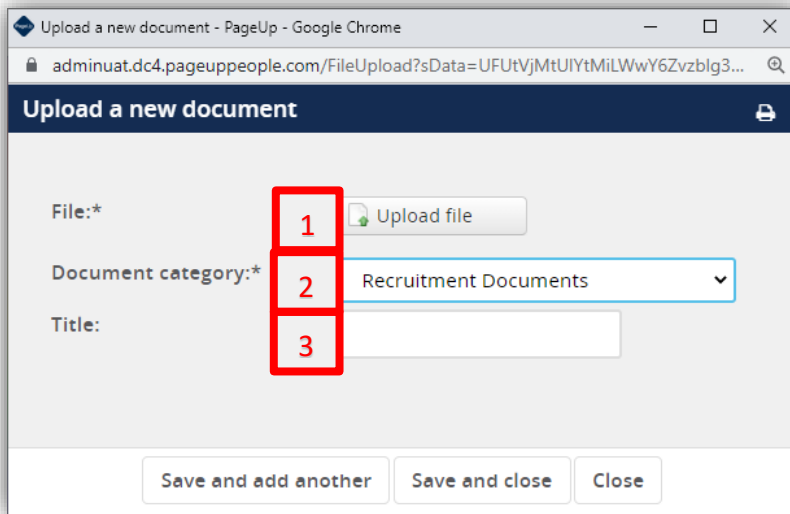 Upload a new document - PageUp - Google Chrome
adminuat.dc4.pageuppeople.com/FileUpload?sData=UFUtVjMtUlYtMiLWwY6Zvzblg3...
Upload a new document
File:* 1 Upload file
Document category:* 2 Recruitment Documents
Title: 3
Save and add another Save and close Close